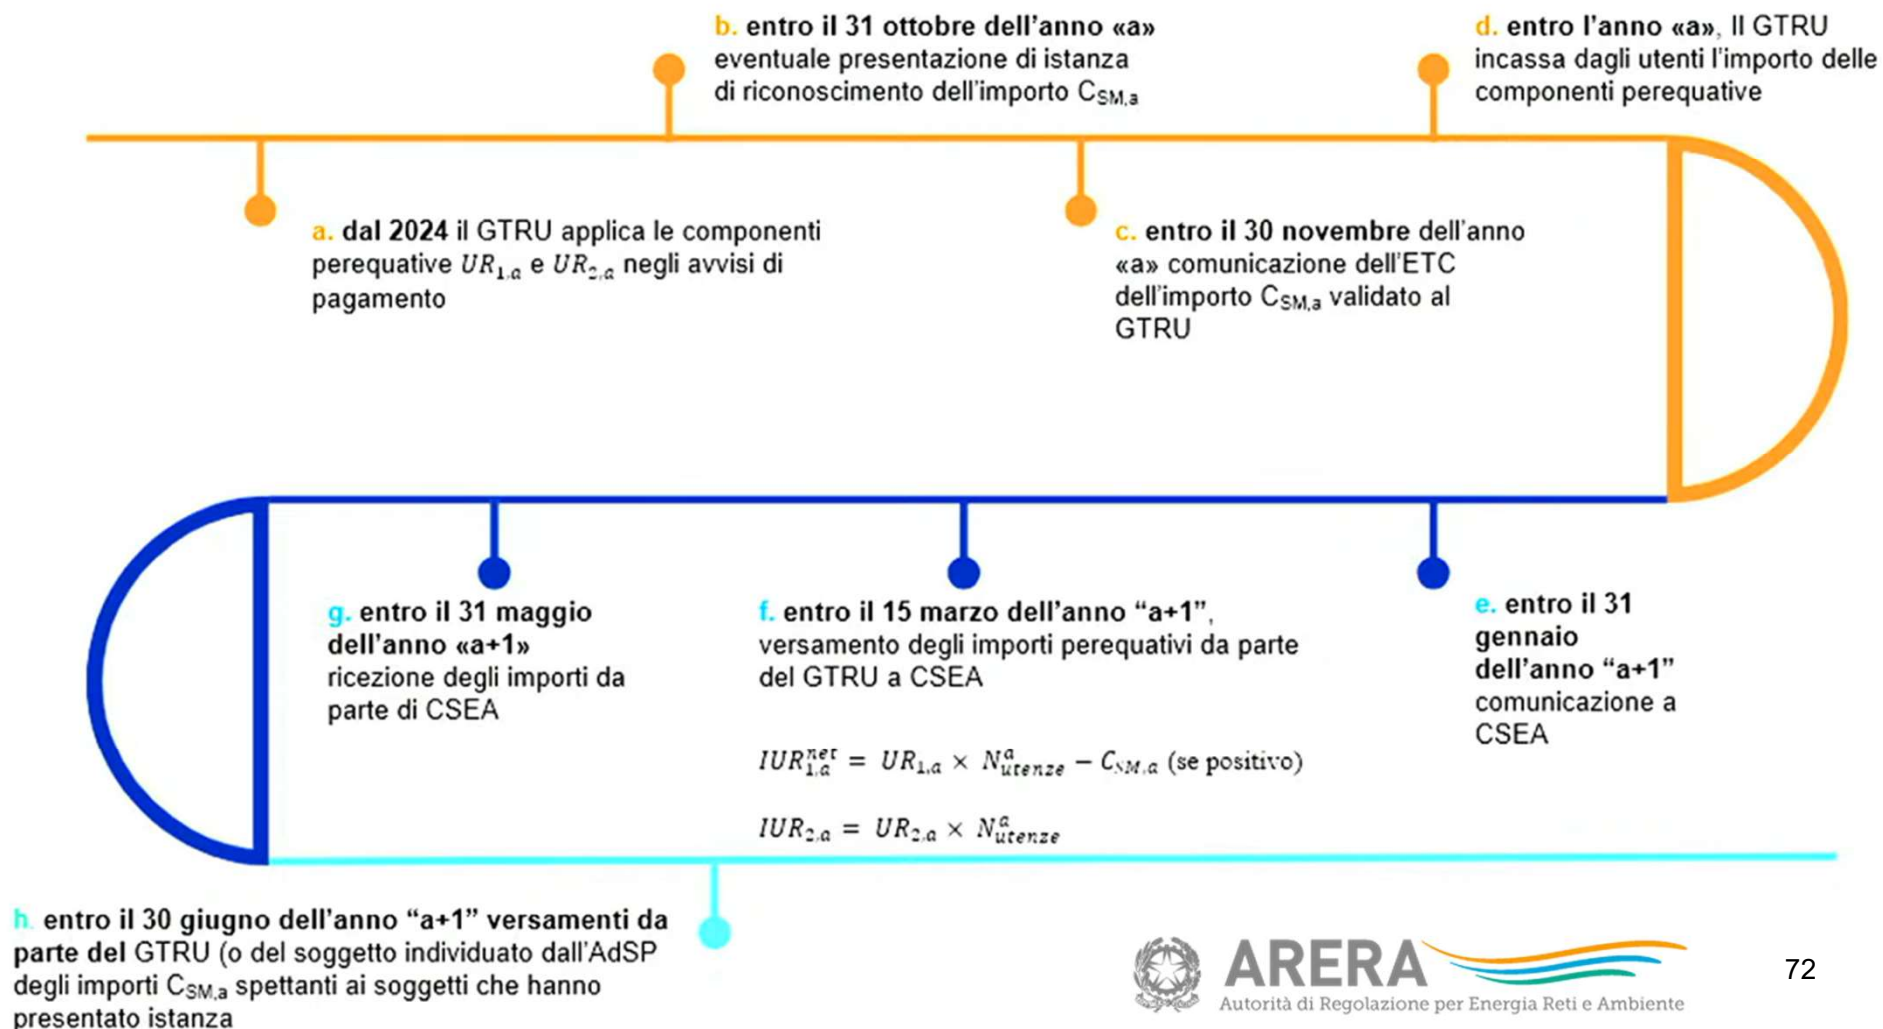 a. dal 2024 il GTRU applica le componenti
perequative UR1,a e UR2,a negli avvisi di
pagamento
b. entro il 31 ottobre dell'anno «a»
eventuale presentazione di istanza
di riconoscimento dell'importo CSM,a
c. entro il 30 novembre dell'anno
«a» comunicazione dell'ETC
dell'importo CSM,a validato al
GTRU
d. entro l'anno «a», Il GTRU
incassa dagli utenti l'importo delle
componenti perequative
e. entro il 31
gennaio
dell'anno “a+1”
comunicazione a
CSEA
f. entro il 15 marzo dell'anno “a+1”,
versamento degli importi perequativi da parte
del GTRU a CSEA
IUR1,a^net = UR1,a × N^a utenze − CSM,a (se positivo)
IUR2,a = UR2,a × N^a utenze
g. entro il 31 maggio
dell'anno «a+1»
ricezione degli importi da
parte di CSEA
h. entro il 30 giugno dell'anno “a+1” versamenti da
parte del GTRU (o del soggetto individuato dall'AdSP
degli importi CSM,a spettanti ai soggetti che hanno
presentato istanza
ARERA
Autorità di Regolazione per Energia Reti e Ambiente
72